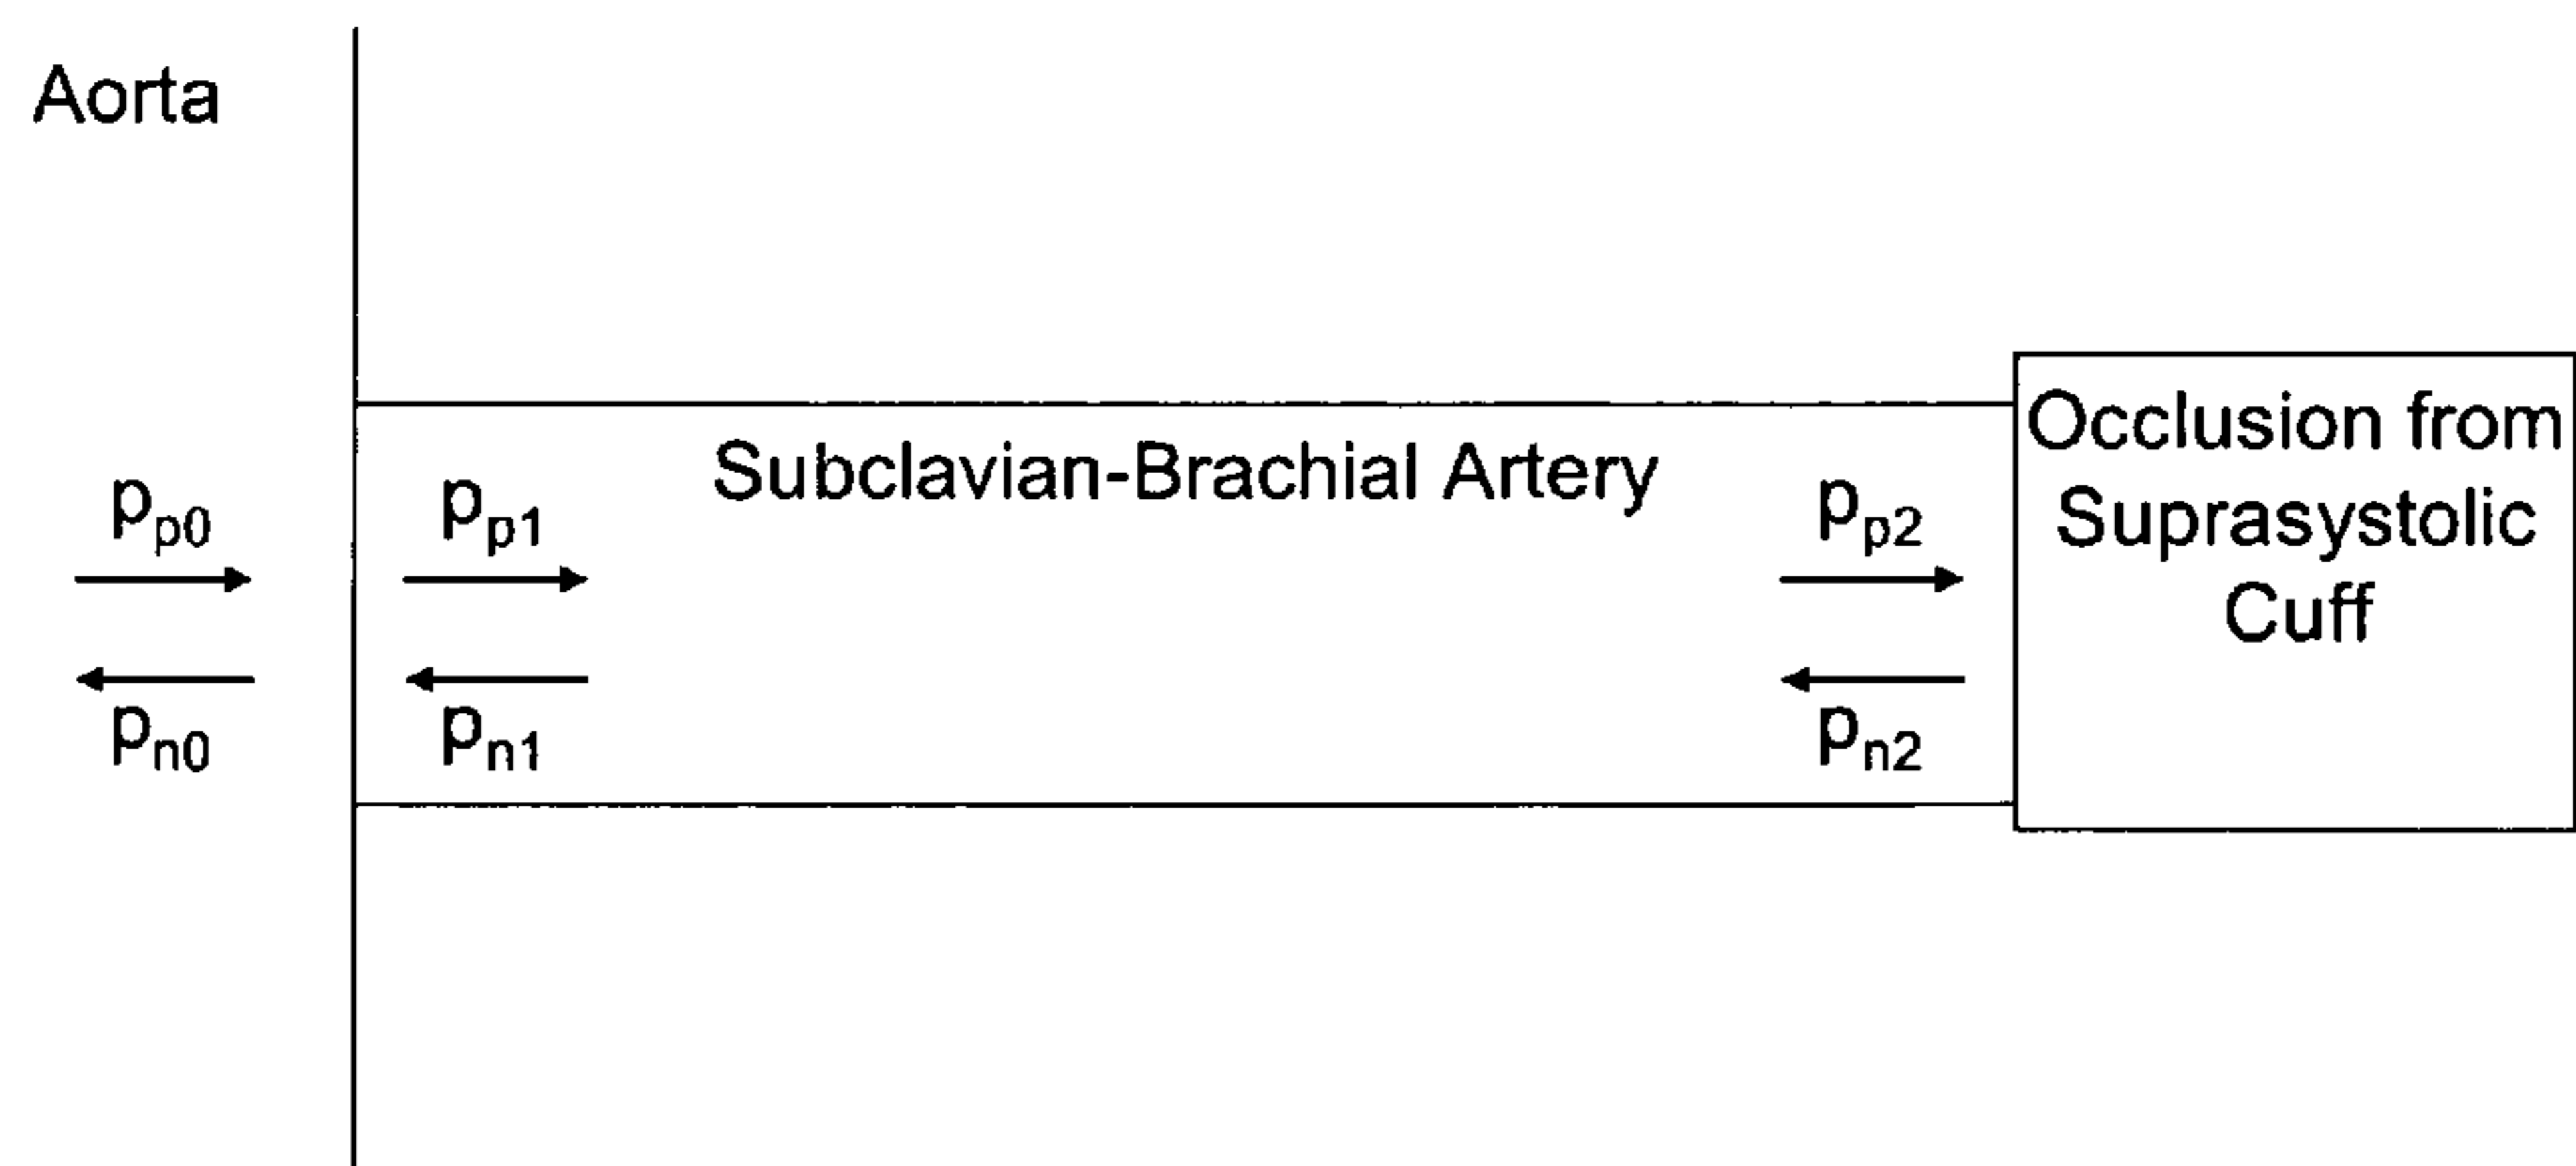 Aorta
Subclavian-Brachial Artery
Occlusion from
Suprasystolic
Cuff
pp0
pp1
pp2
pn0
pn1
pn2